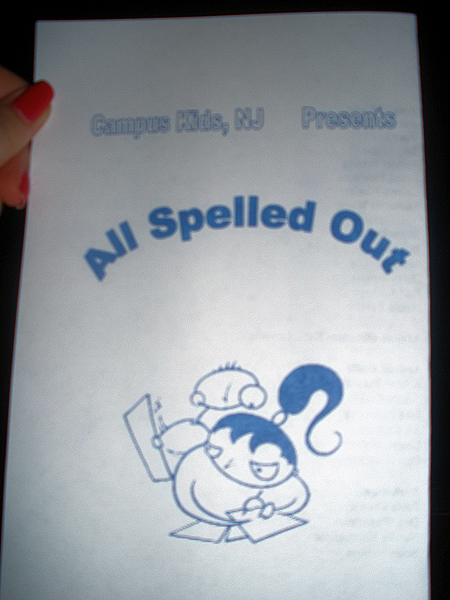 Campus Kids, NJ Presents
All Spelled Out